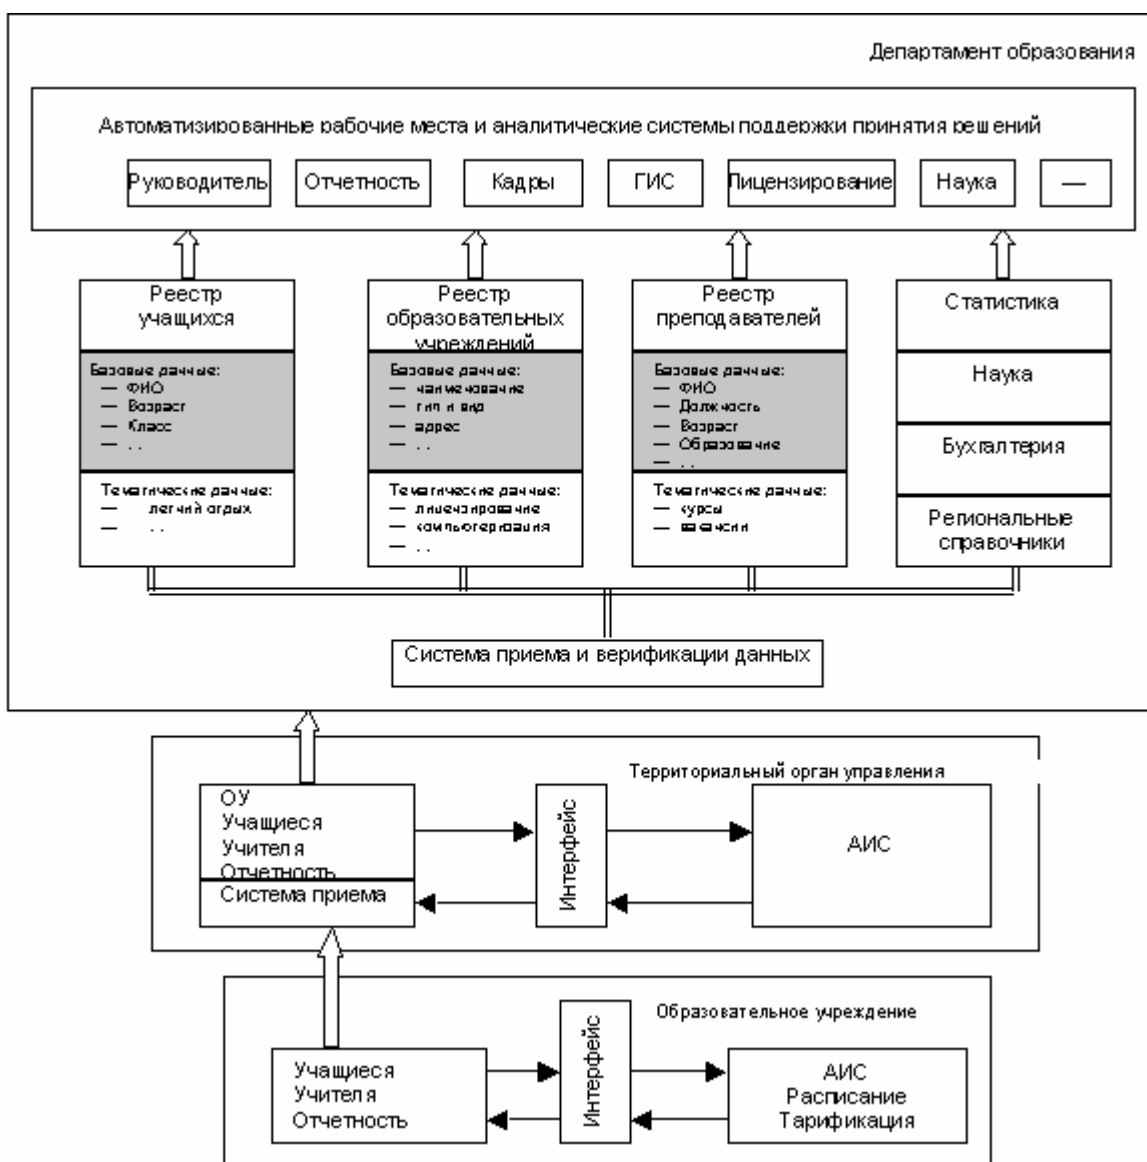 Департамент образования
Автоматизированные рабочие места и аналитические системы поддержки принятия решений
Руководитель
Отчетность
Кадры
ГИС
Лицензирование
Наука
—
Реестр
учащихся
Базовые данные:
— ФИО
— Возраст
— Класс
— . .
Тематические данные:
— летний отдых
— . .
Реестр
образовательных
учреждений
Базовые данные:
— наименование
— тип и вид
— адрес
— . .
Тематические данные:
— лицензирование
— компьютеризация
— . .
Реестр
преподавателей
Базовые данные:
— ФИО
— Должность
— Возраст
— Образование
— . .
Тематические данные:
— курсы
— вакансии
Статистика
Наука
Бухгалтерия
Региональные
справочники
Система приема и верификации данных
Территориальный орган управления
ОУ
Учащиеся
Учителя
Отчетность
Система приема
Интерфейс
АИС
Образовательное учреждение
Учащиеся
Учителя
Отчетность
Интерфейс
АИС
Расписание
Тарификация